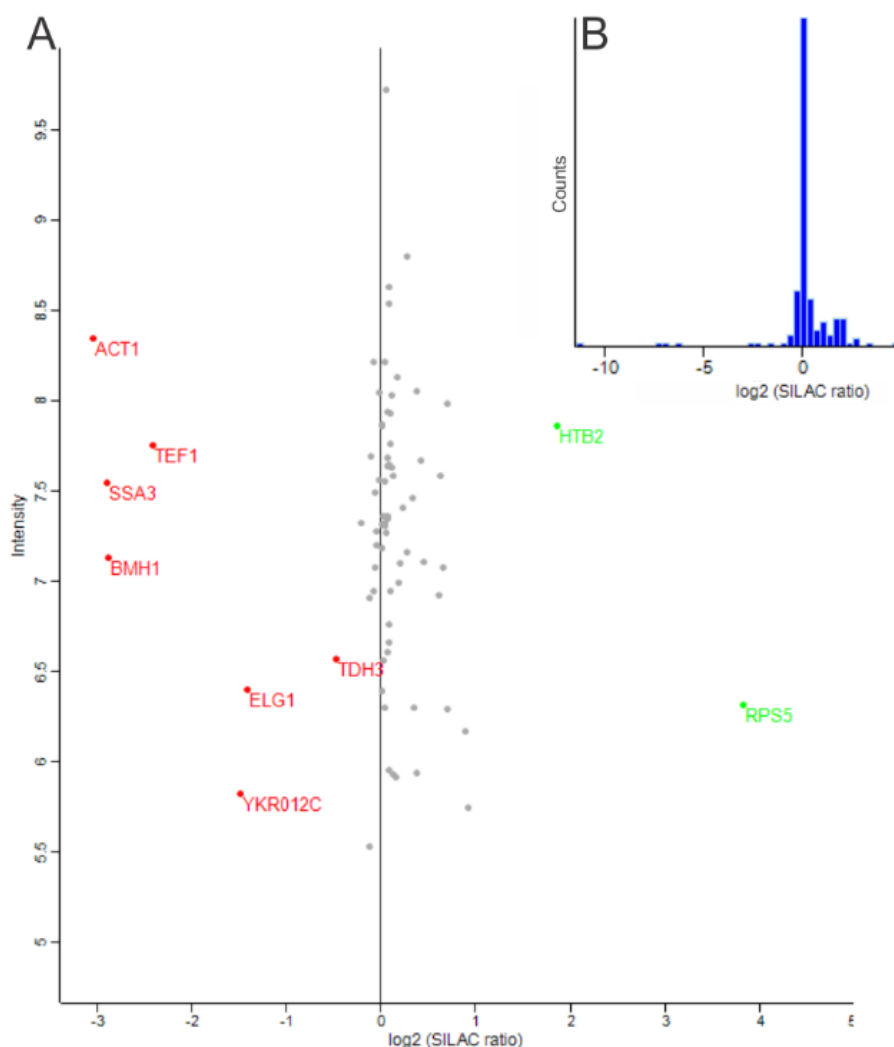 A
B
Counts
-10
-5
0
log2 (SILAC ratio)
Intensity
9.5
9
8.5
8
7.5
7
6.5
6
5.5
5
ACT1
HTB2
TEF1
SSA3
BMH1
TDH3
ELG1
RPS5
YKR012C
-3
-2
-1
0
1
2
3
4
log2 (SILAC ratio)